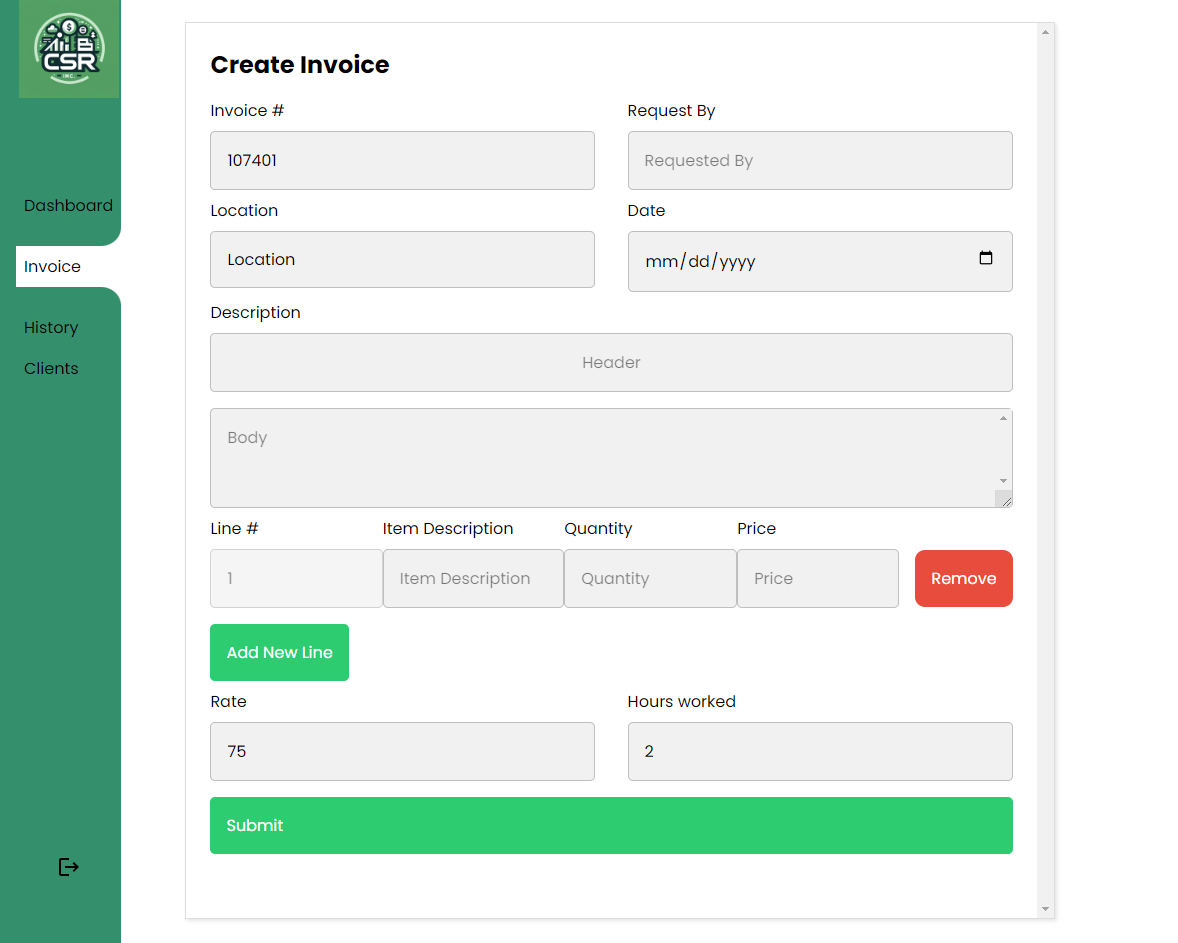 CSR
INC.
Dashboard
Invoice
History
Clients
Create Invoice
Invoice # Request By
107401 Requested By
Location Date
Location mm/dd/yyyy
Description
Header
Body
Line # Item Description Quantity Price
1 Item Description Quantity Price Remove
Add New Line
Rate Hours worked
75 2
Submit